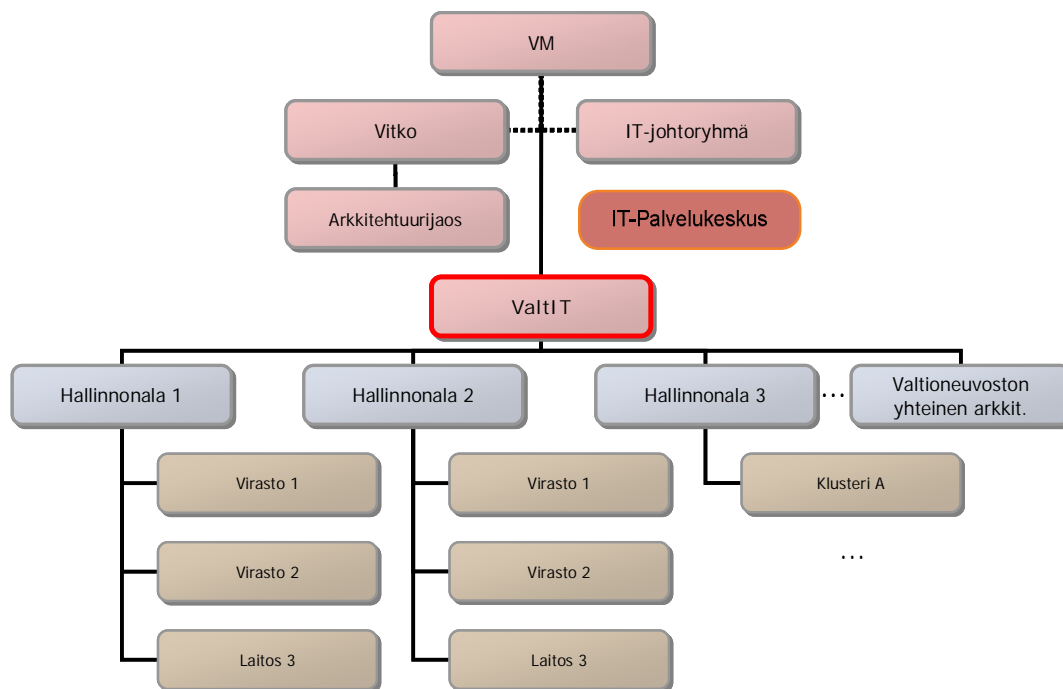 VM
Vitko
IT-johtoryhmä
Arkkitehtuurijaos
IT-Palvelukeskus
ValtIT
Hallinnonala 1
Hallinnonala 2
Hallinnonala 3
...
Valtioneuvoston
yhteinen arkkit.
Virasto 1
Virasto 1
Klusteri A
Virasto 2
Virasto 2
...
Laitos 3
Laitos 3